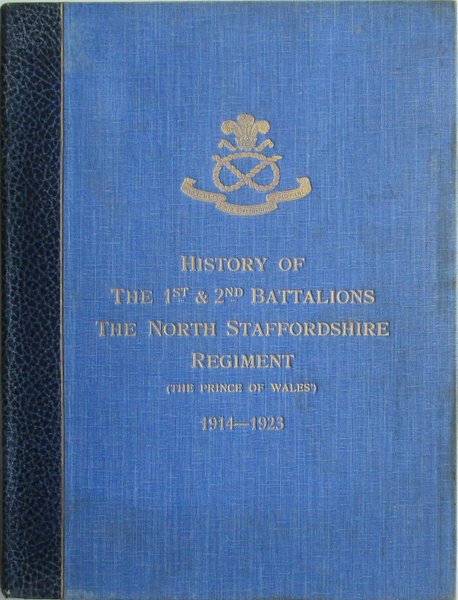 HISTORY OF
THE 1ST & 2ND BATTALIONS
THE NORTH STAFFORDSHIRE
REGIMENT
(THE PRINCE OF WALES')
1914—1923